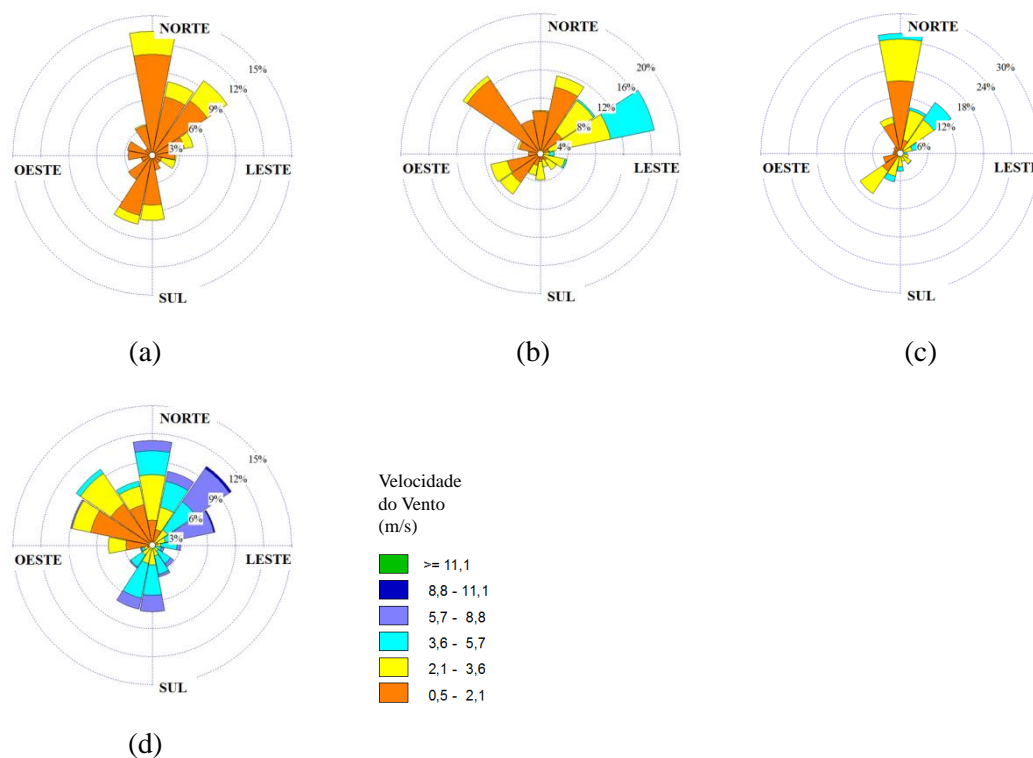 NORTE
15%
12%
9%
6%
3%
OESTE
LESTE
SUL
(a)
NORTE
20%
16%
12%
8%
4%
OESTE
LESTE
SUL
(b)
NORTE
30%
24%
18%
12%
6%
OESTE
LESTE
SUL
(c)
NORTE
15%
12%
9%
6%
3%
OESTE
LESTE
SUL
(d)
Velocidade
do Vento
(m/s)
>= 11,1
8,8 - 11,1
5,7 - 8,8
3,6 - 5,7
2,1 - 3,6
0,5 - 2,1